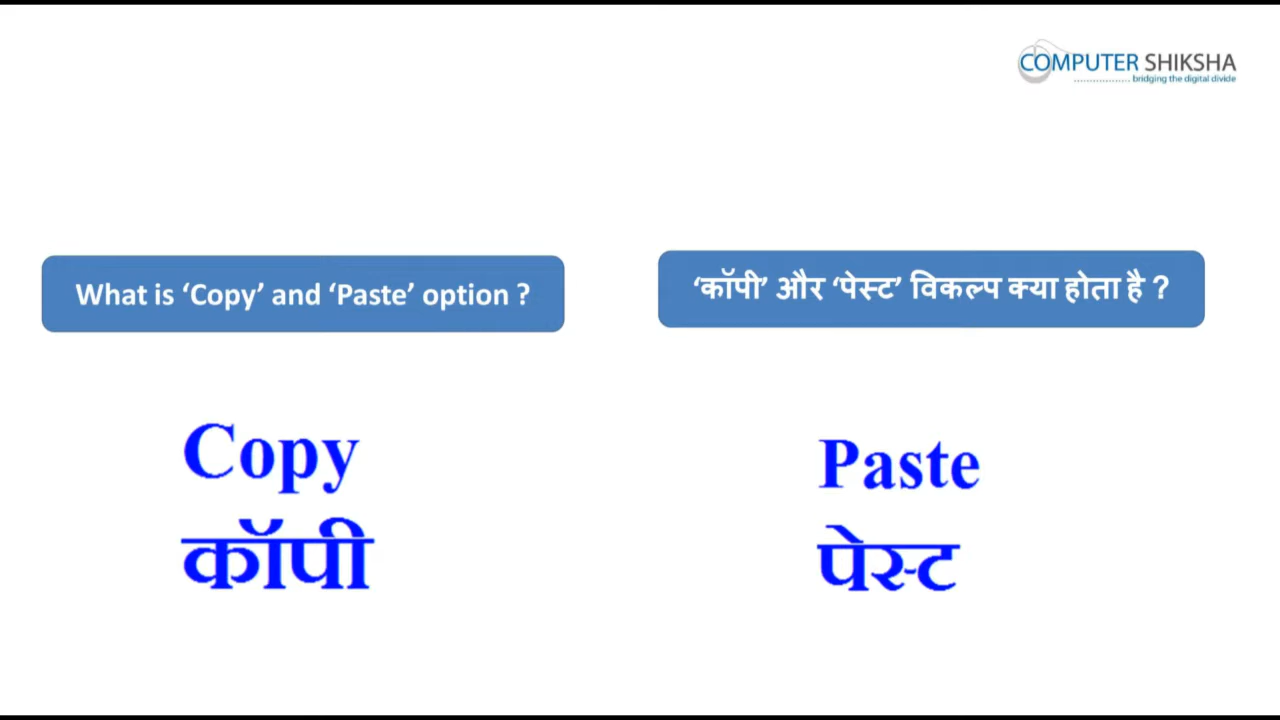 COMPUTER SHIKSHA
bridging the digital divide
What is ‘Copy’ and ‘Paste’ option ?
‘कॉपी’ और ‘पेस्ट’ विकल्प क्या होता है ?
Copy
कॉपी
Paste
पेस्ट